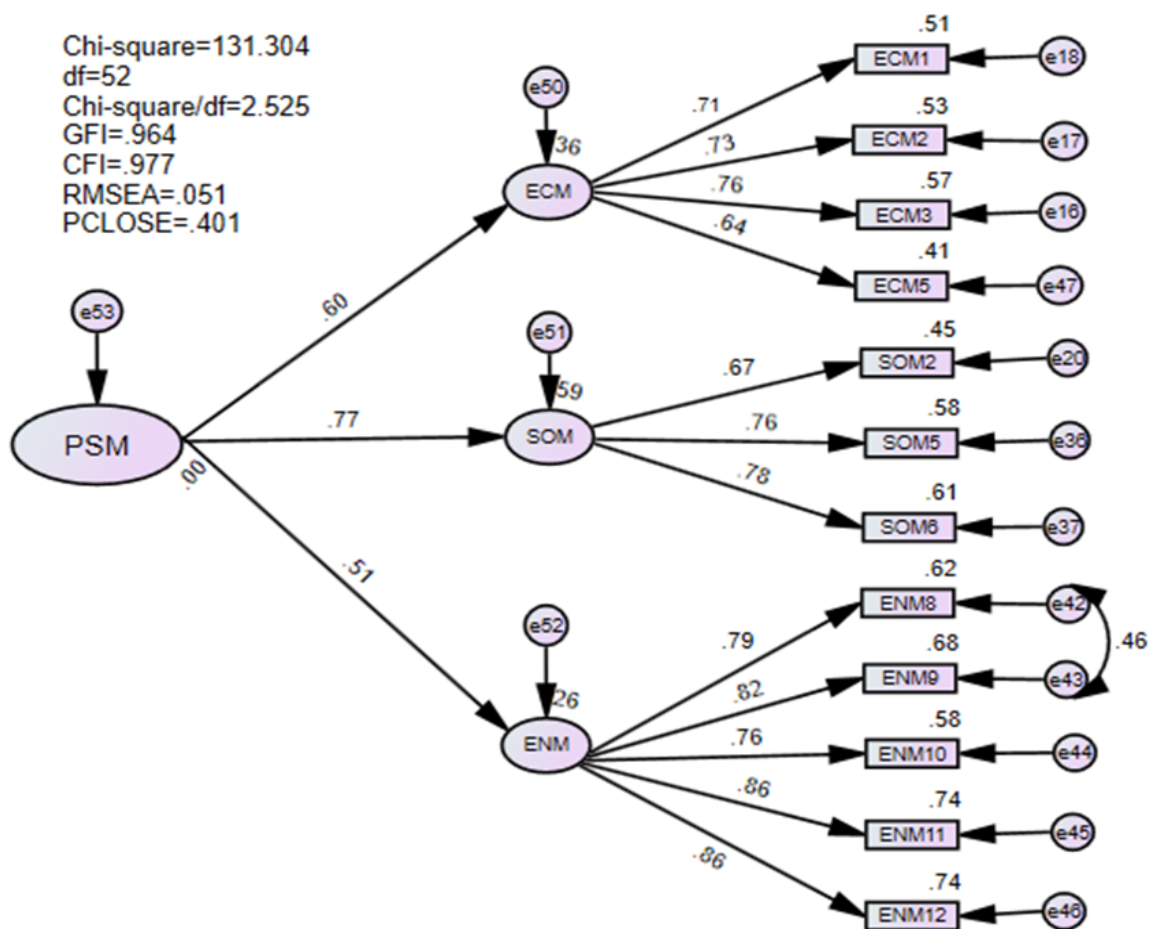 Chi-square=131.304
df=52
Chi-square/df=2.525
GFI=.964
CFI=.977
RMSEA=.051
PCLOSE=.401
e53
PSM
.00
.60
.77
.51
e50
.36
ECM
.71
.73
.76
.64
.51
ECM1
e18
.53
ECM2
e17
.57
ECM3
e16
.41
ECM5
e47
e51
.59
SOM
.67
.76
.78
.45
SOM2
e20
.58
SOM5
e36
.61
SOM6
e37
e52
.26
ENM
.79
.82
.76
.86
.86
.62
ENM8
e42
.68
ENM9
e43
.46
.58
ENM10
e44
.74
ENM11
e45
.74
ENM12
e46